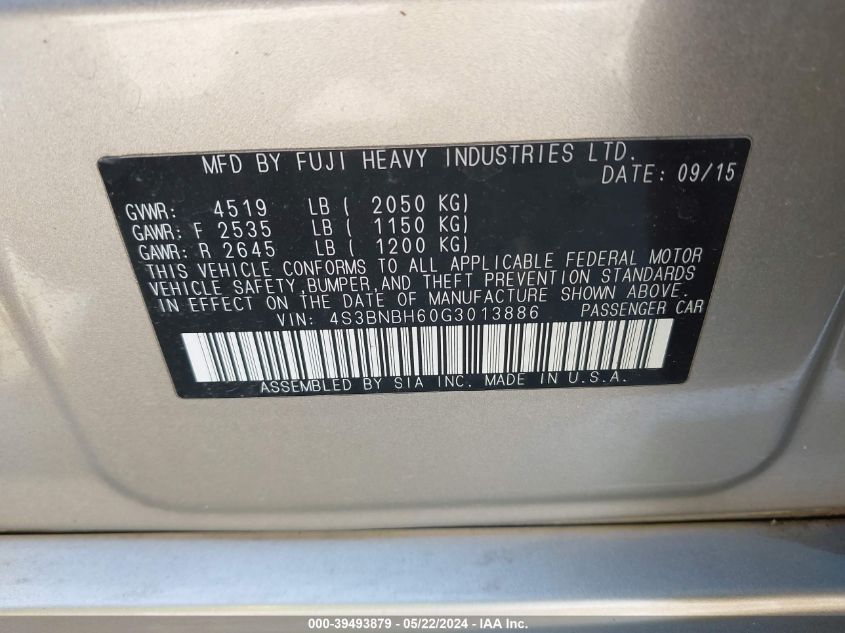 MFD BY FUJI HEAVY INDUSTRIES LTD.
DATE: 09/15
GVWR: 4519 LB ( 2050 KG)
GAWR: F 2535 LB ( 1150 KG)
GAWR: R 2645 LB ( 1200 KG)
THIS VEHICLE CONFORMS TO ALL APPLICABLE FEDERAL MOTOR
VEHICLE SAFETY, BUMPER, AND THEFT PREVENTION STANDARDS
IN EFFECT ON THE DATE OF MANUFACTURE SHOWN ABOVE.
VIN: 4S3BNBH60G3013886 PASSENGER CAR
ASSEMBLED BY SIA INC. MADE IN U.S.A.
000-39493879 - 05/22/2024 - IAA Inc.